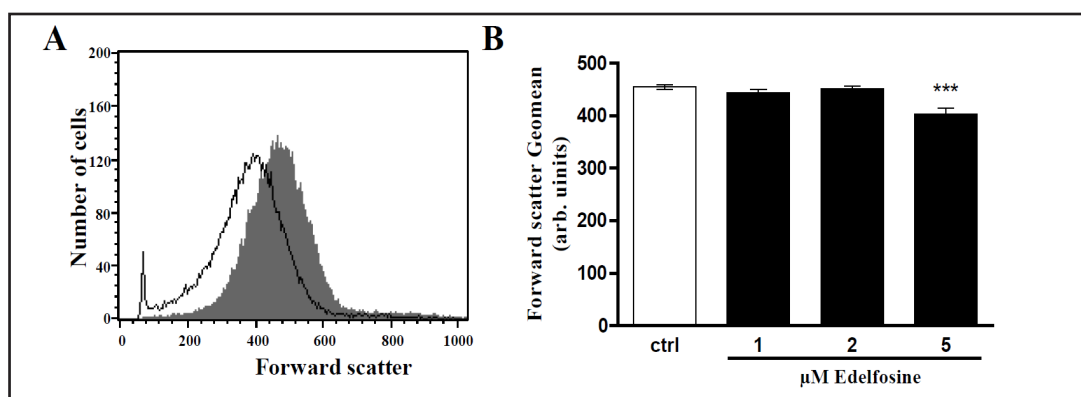 A
200
160
120
80
40
0
Number of cells
0 200 400 600 800 1000
Forward scatter
B
500
400
300
200
100
0
Forward scatter Geomean
(arb. uinits)
***
ctrl 1 2 5
µM Edelfosine